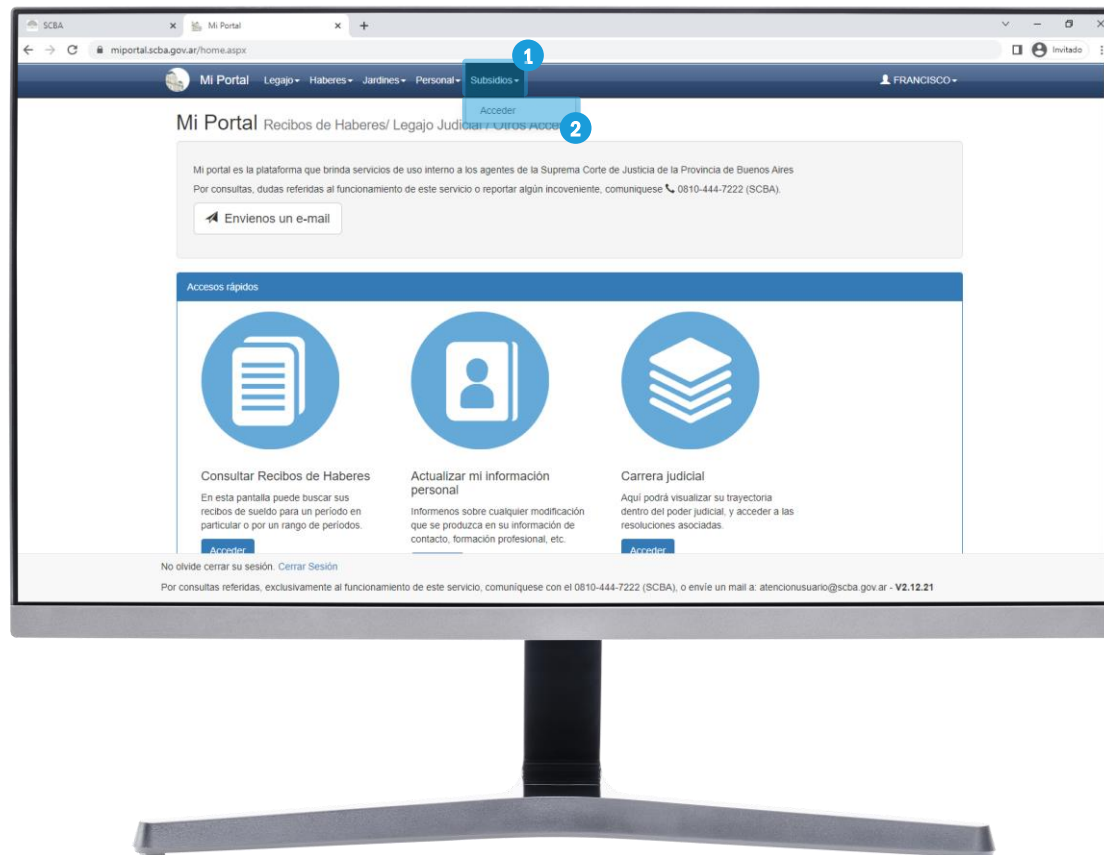 SCBA
Mi Portal
miportal.scba.gov.ar/home.aspx
Invitado
1
Mi Portal Legajo Haberes Jardines Personal Subsidios FRANCISCO
Acceder
2
Mi Portal Recibos de Haberes/ Legajo Judicial / Otros Acce
Mi portal es la plataforma que brinda servicios de uso interno a los agentes de la Suprema Corte de Justicia de la Provincia de Buenos Aires
Por consultas, dudas referidas al funcionamiento de este servicio o reportar algún incoveniente, comuniquese 0810-444-7222 (SCBA).
Envienos un e-mail
Accesos rápidos
Consultar Recibos de Haberes
En esta pantalla puede buscar sus
recibos de sueldo para un período en
particular o por un rango de períodos.
Acceder
Actualizar mi información
personal
Informenos sobre cualquier modificación
que se produzca en su información de
contacto, formación profesional, etc.
Carrera judicial
Aquí podrá visualizar su trayectoria
dentro del poder judicial, y acceder a las
resoluciones asociadas.
Acceder
No olvide cerrar su sesión. Cerrar Sesión
Por consultas referidas, exclusivamente al funcionamiento de este servicio, comuníquese con el 0810-444-7222 (SCBA), o envíe un mail a: atencionusuario@scba.gov.ar - V2.12.21